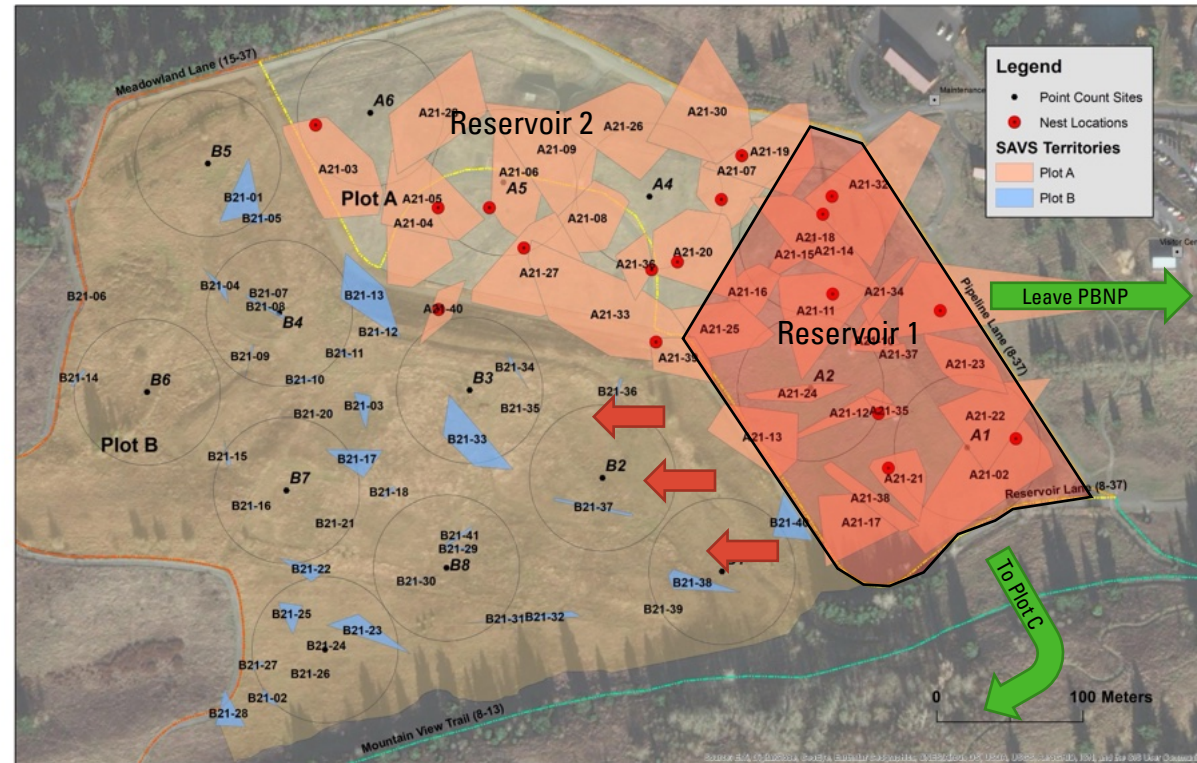 Meadowland Lane (15-37)
A6
A21-30
Reservoir 2
A21-26
Maintenance
Legend
Point Count Sites
Nest Locations
SAVS Territories
Plot A
Plot B
B5
A21-09
A21-19
A21-03
A21-06
A21-07
A5
A4
A21-32
B21-01
B21-05
Plot A
A21-05
A21-04
A21-08
A21-18
A21-15
A21-14
A21-20
A21-36
A21-27
B21-04
B21-07
B21-08
B4
B21-13
B21-06
A21-16
A21-34
Leave PBNP
A21-40
A21-33
A21-11
Pipeline Lane (8-37)
B21-12
A21-25
Reservoir 1
B21-09
B21-11
A21-39
A21-37
A21-23
B21-14
B6
B21-10
B3
B21-34
B21-36
A2
A21-24
B21-20
B21-03
B21-35
A21-12
A21-35
A21-22
Plot B
B21-33
A21-13
A1
B21-15
B21-17
B7
B21-18
B2
A21-21
A21-02
B21-16
B21-37
A21-38
Reservoir Lane (8-37)
B21-21
B21-40
A21-17
B21-41
B21-29
B21-22
B8
B21-30
B21-38
To Plot C
B21-25
B21-31
B21-32
B21-39
B21-23
B21-24
B21-27
B21-26
B21-02
B21-28
0 100 Meters
Mountain View Trail (8-13)